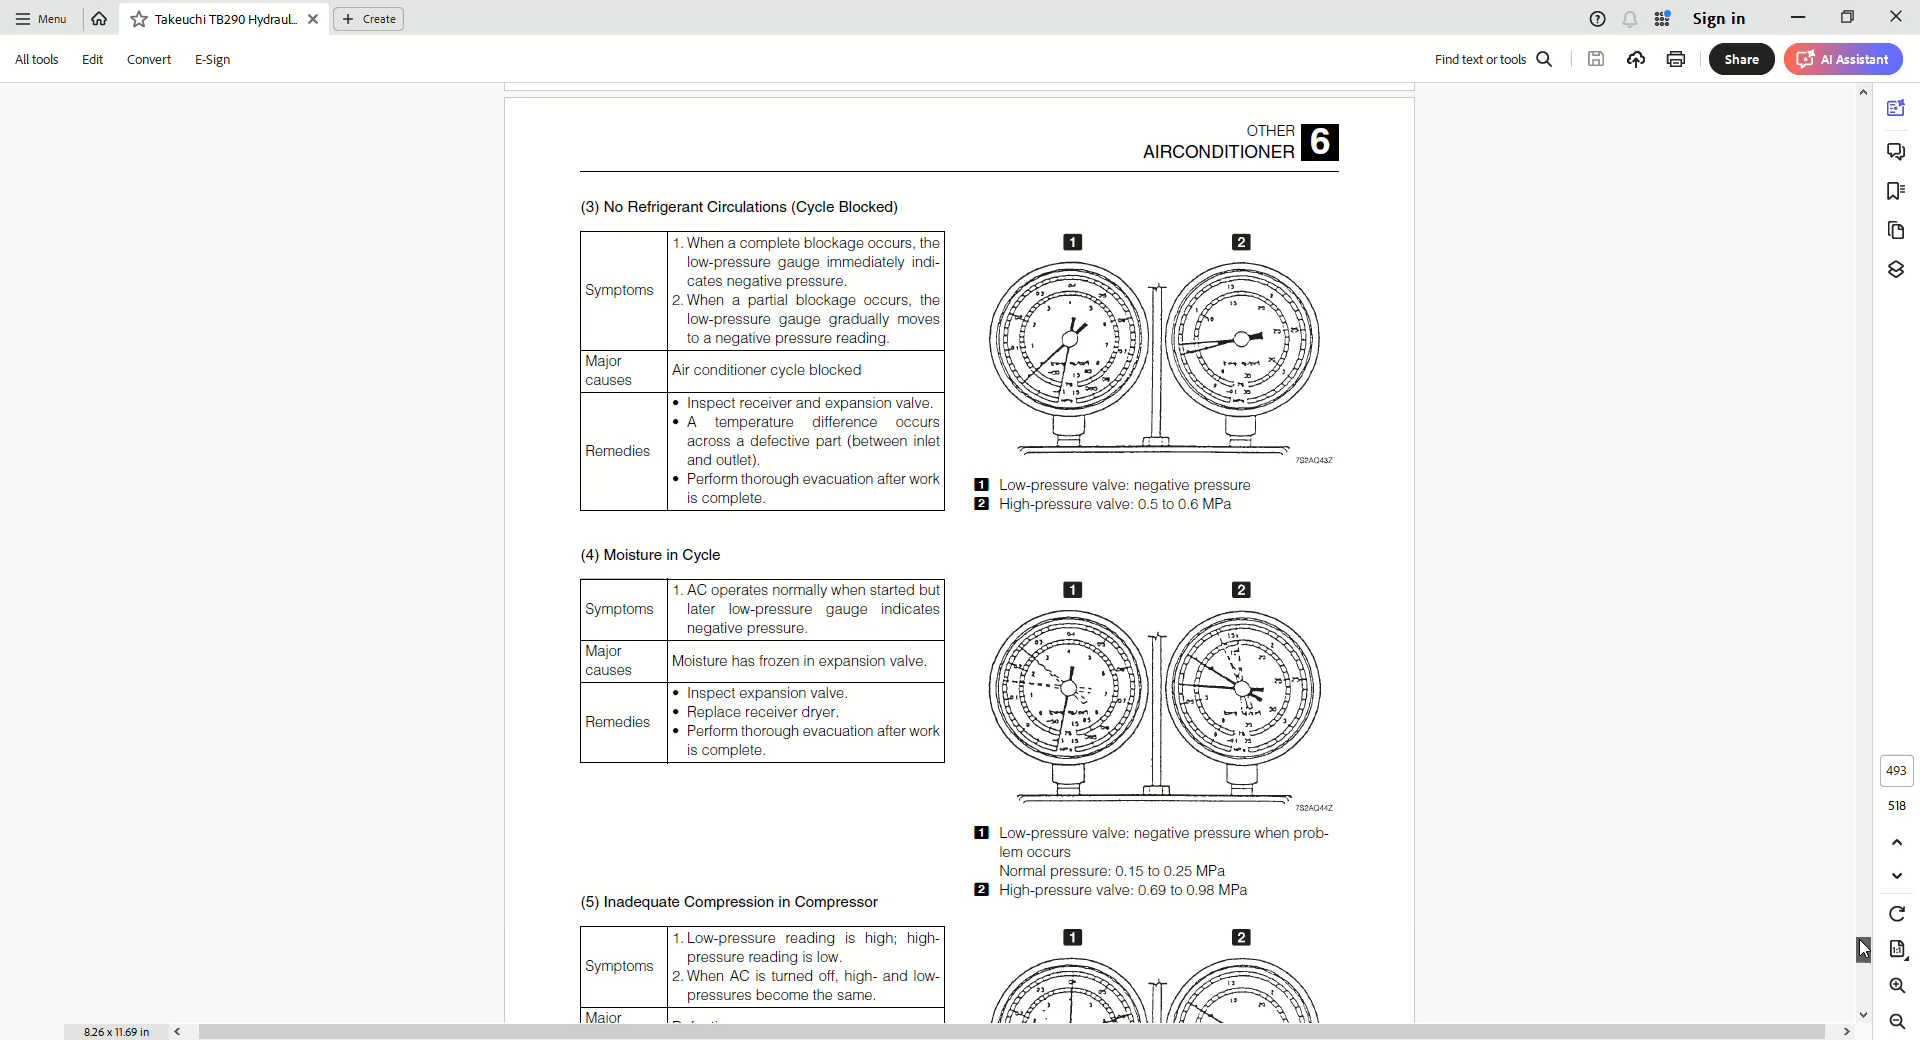 Menu
Takeuchi TB290 Hydraul...
Create
Sign in
All tools
Edit
Convert
E-Sign
Find text or tools
Share
AI Assistant
OTHER
AIRCONDITIONER
6
(3) No Refrigerant Circulations (Cycle Blocked)
Symptoms
1. When a complete blockage occurs, the
low-pressure gauge immediately indi-
cates negative pressure.
2. When a partial blockage occurs, the
low-pressure gauge gradually moves
to a negative pressure reading.
Major
causes
Air conditioner cycle blocked
Remedies
• Inspect receiver and expansion valve.
• A temperature difference occurs
across a defective part (between inlet
and outlet).
• Perform thorough evacuation after work
is complete.
1
2
7S2AQ43Z
1 Low-pressure valve: negative pressure
2 High-pressure valve: 0.5 to 0.6 MPa
(4) Moisture in Cycle
Symptoms
1. AC operates normally when started but
later low-pressure gauge indicates
negative pressure.
Major
causes
Moisture has frozen in expansion valve.
Remedies
• Inspect expansion valve.
• Replace receiver dryer.
• Perform thorough evacuation after work
is complete.
1
2
7S2AQ44Z
1 Low-pressure valve: negative pressure when prob-
lem occurs
Normal pressure: 0.15 to 0.25 MPa
2 High-pressure valve: 0.69 to 0.98 MPa
(5) Inadequate Compression in Compressor
Symptoms
1. Low-pressure reading is high; high-
pressure reading is low.
2. When AC is turned off, high- and low-
pressures become the same.
Major
1
2
493
518
8.26 x 11.69 in